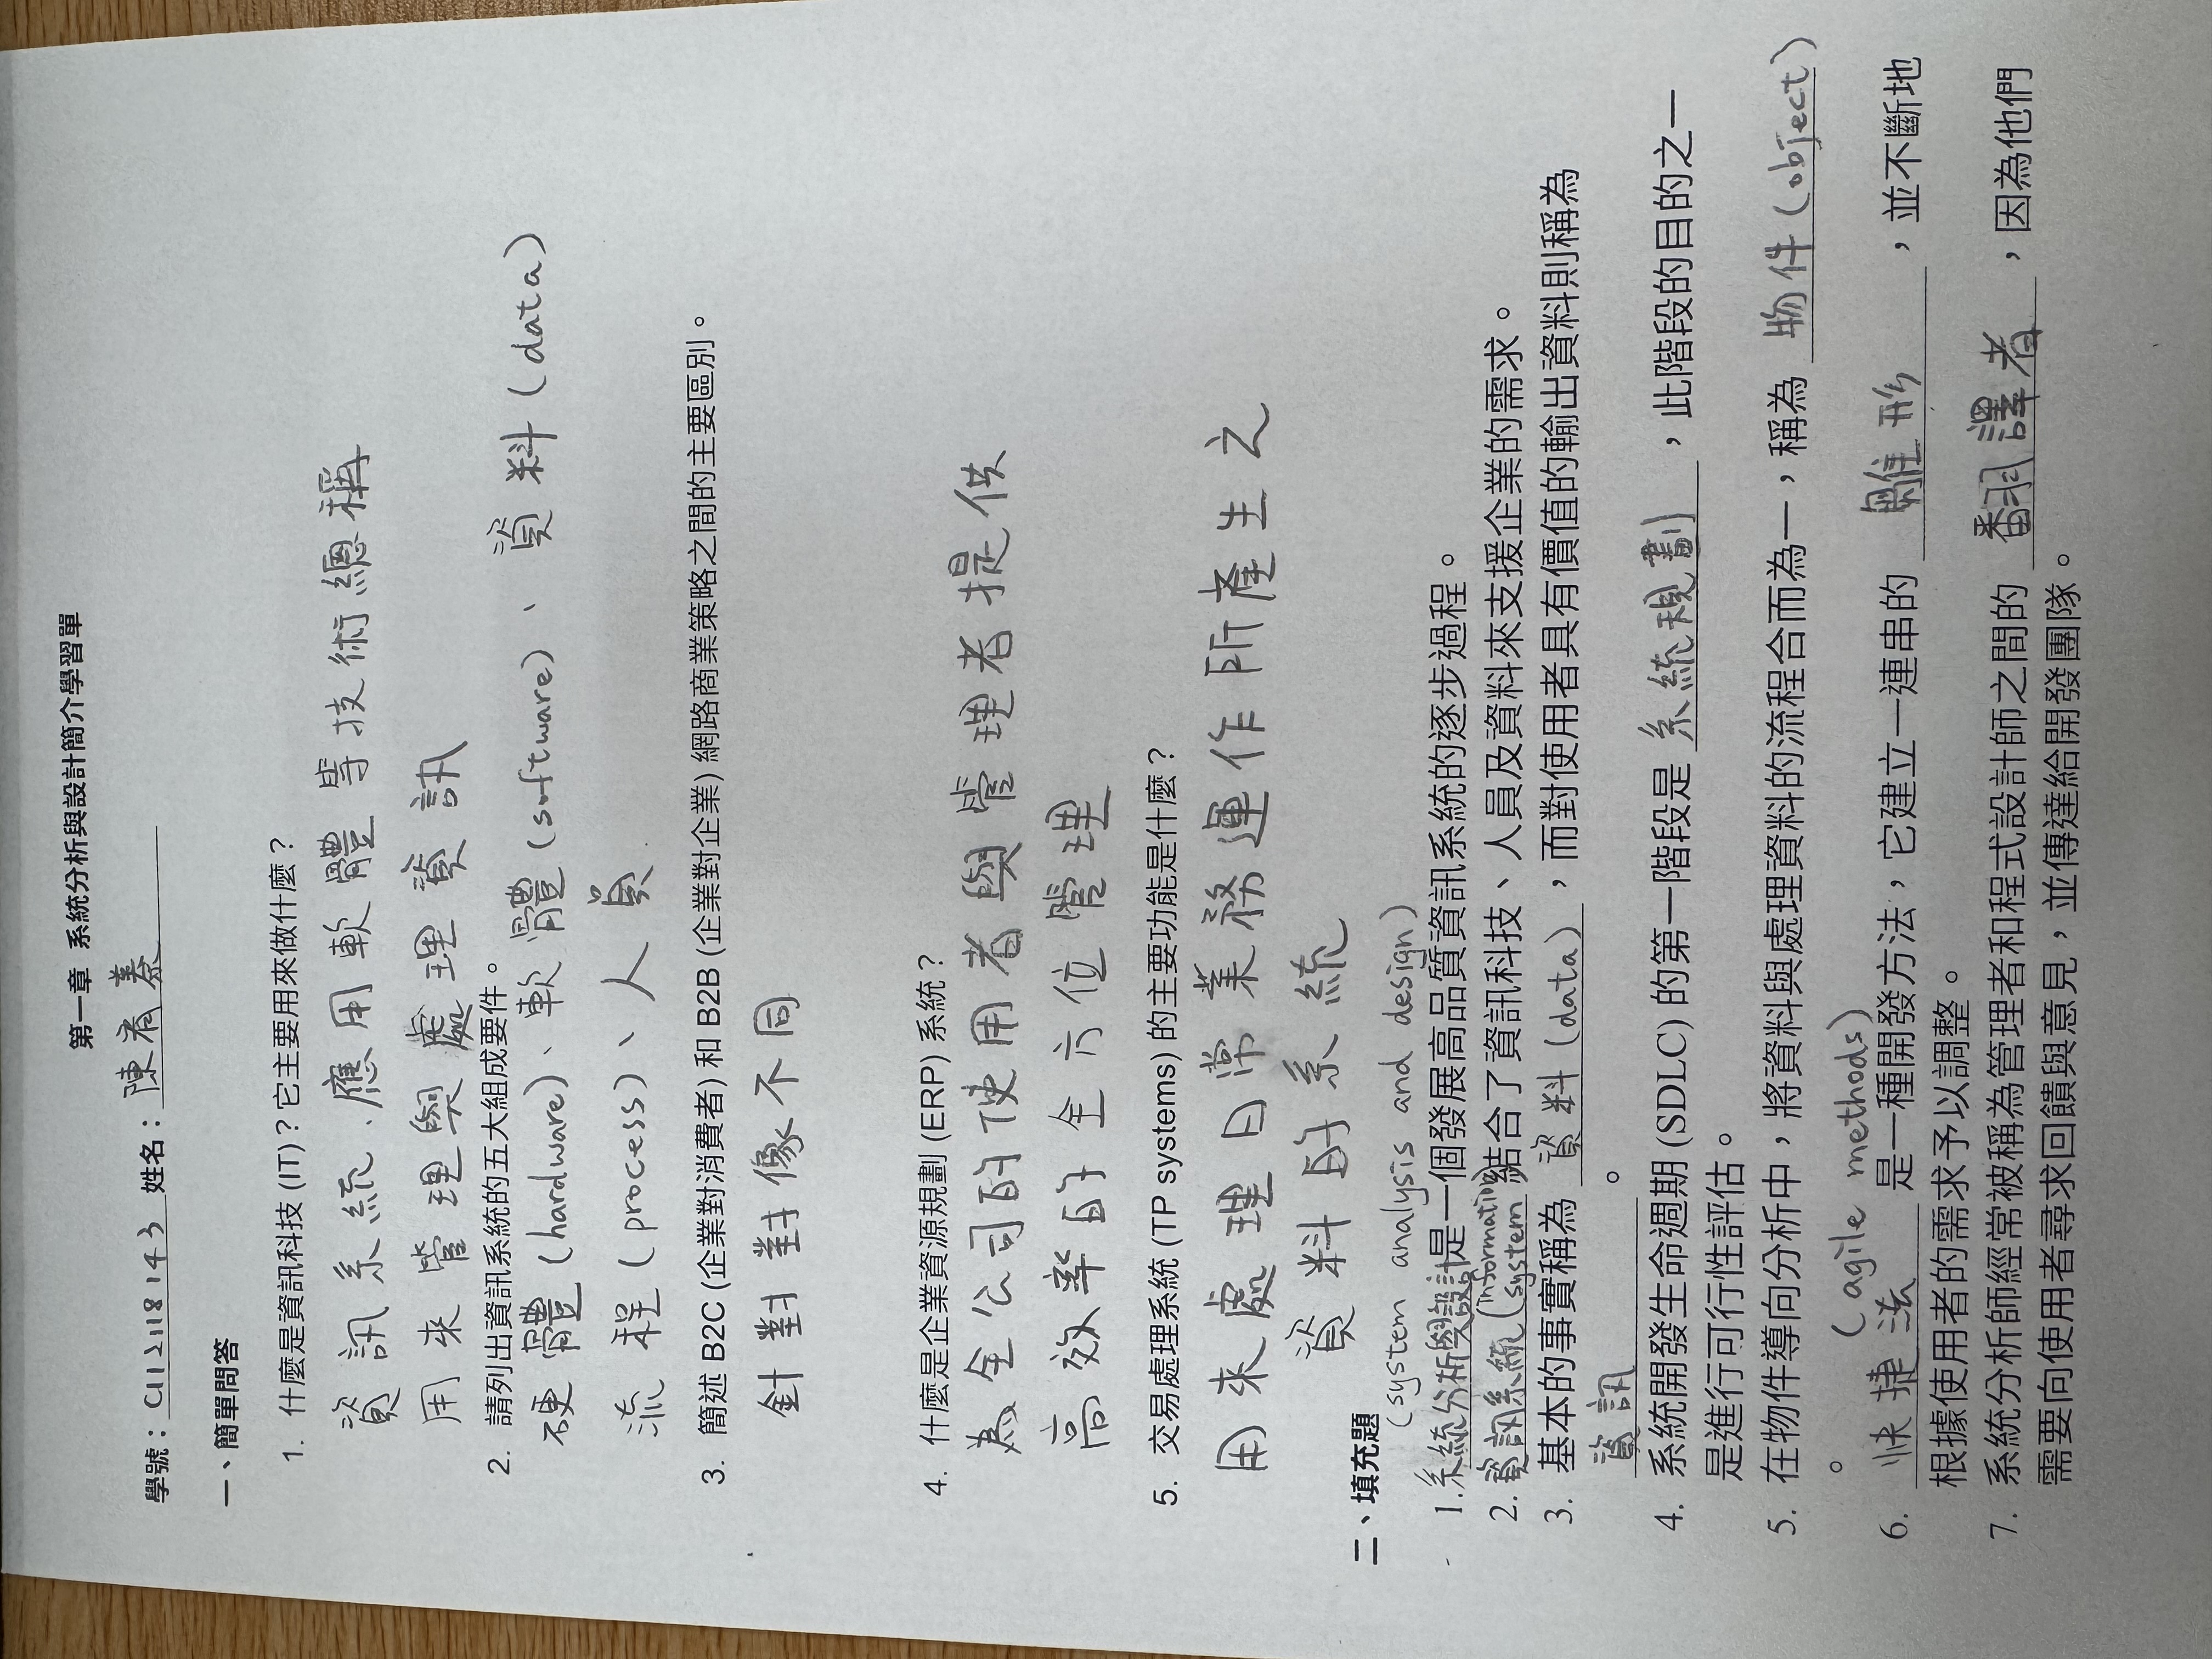 第一章 系統分析與設計簡介學習單
學號：C112118143 姓名：陳宥蓁
一、簡單問答
1. 什麼是資訊科技 (IT)？它主要用來做什麼？
資訊系統、應用軟體等技術總稱
用來管理與處理資訊
2. 請列出資訊系統的五大組成要件。
硬體(hardware)、軟體(software)、資料(data)
流程(process)、人員
3. 簡述 B2C (企業對消費者) 和 B2B (企業對企業) 網路商業策略之間的主要區別。
針對對像不同
4. 什麼是企業資源規劃 (ERP) 系統？
為全公司的使用者與管理者提供
高效率的全方位管理
5. 交易處理系統 (TP systems) 的主要功能是什麼？
用來處理日常業務運作所產生之
資料的系統
二、填充題
(system analysis and design)
1. 系統分析與設計是一個發展高品質資訊系統的逐步過程。
2. 資訊系統(information system)結合了資訊科技、人員及資料來支援企業的需求。
3. 基本的事實稱為 資料(data)，而對使用者具有價值的輸出資料則稱為
資訊。
4. 系統開發生命週期 (SDLC) 的第一階段是 系統規劃，此階段的目的之一
是進行可行性評估。
5. 在物件導向分析中，將資料與處理資料的流程合而為一，稱為 物件(object)
。 (agile methods)
6. 快捷法 是一種開發方法，它建立一連串的 雛形，並不斷地
根據使用者的需求予以調整。
7. 系統分析師經常被稱為管理者和程式設計師之間的 翻譯者，因為他們
需要向使用者尋求回饋與意見，並傳達給開發團隊。